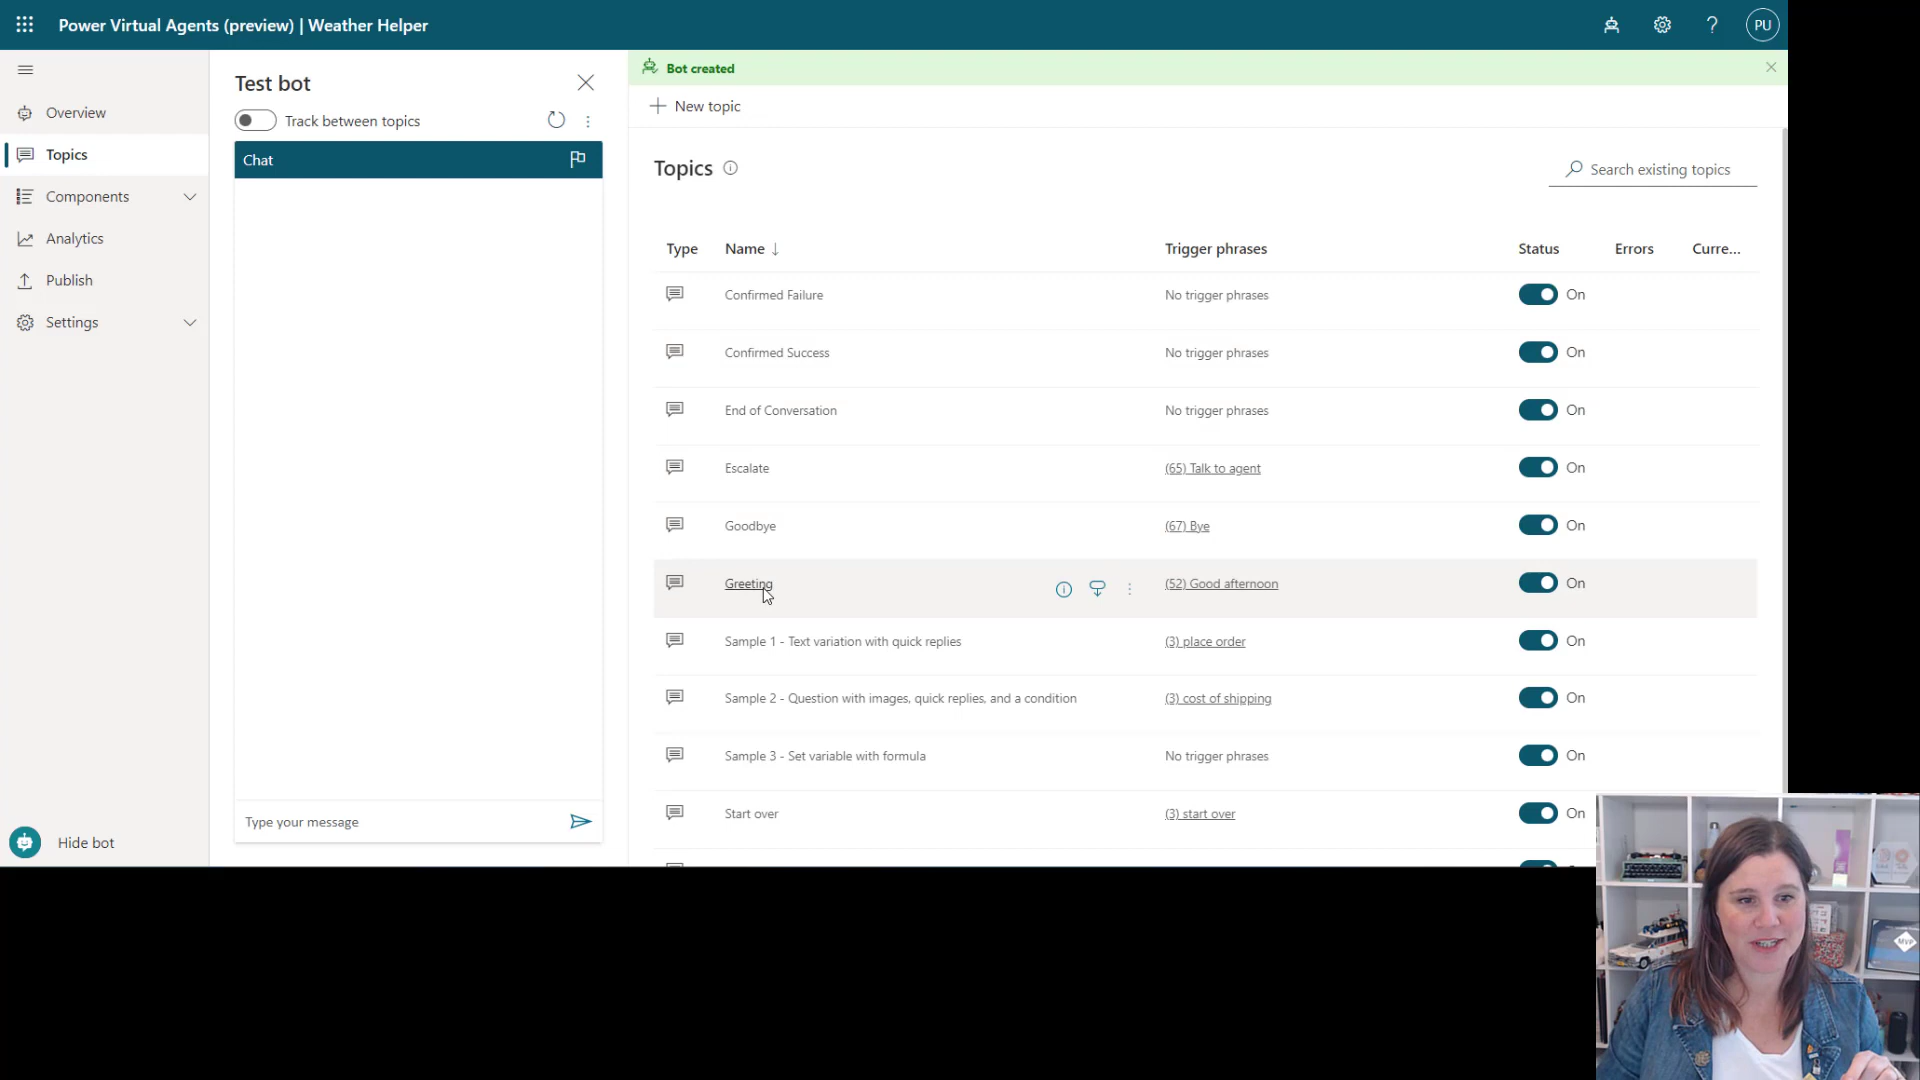 Power Virtual Agents (preview) | Weather Helper
PU
Overview
Topics
Components
Analytics
Publish
Settings
Hide bot
Test bot
Track between topics
Chat
Type your message
Bot created
New topic
Topics
Search existing topics
Type Name Trigger phrases Status Errors Curre...
Confirmed Failure No trigger phrases On
Confirmed Success No trigger phrases On
End of Conversation No trigger phrases On
Escalate (65) Talk to agent On
Goodbye (67) Bye On
Greeting (52) Good afternoon On
Sample 1 - Text variation with quick replies (3) place order On
Sample 2 - Question with images, quick replies, and a condition (3) cost of shipping On
Sample 3 - Set variable with formula No trigger phrases On
Start over (3) start over On
MVP